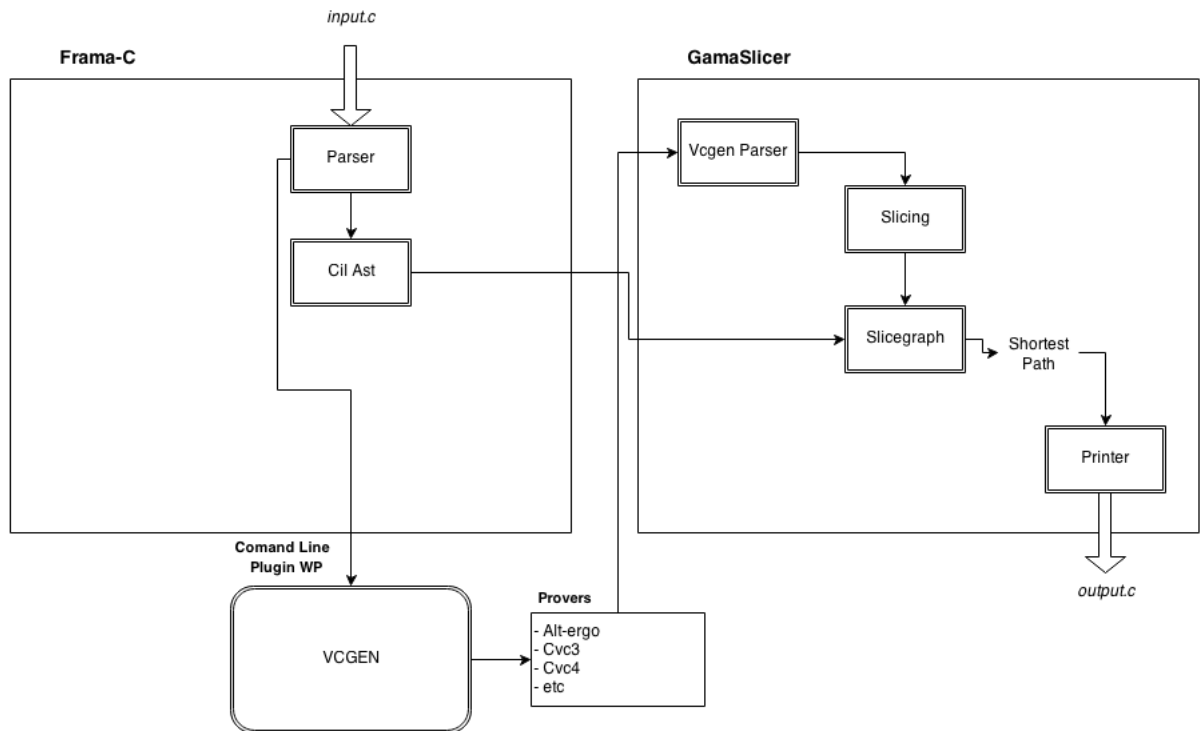 input.c
Frama-C
GamaSlicer
Parser
Vcgen Parser
Slicing
Cil Ast
Slicegraph
Shortest
Path
Printer
Comand Line
Plugin WP
output.c
Provers
VCGEN
- Alt-ergo
- Cvc3
- Cvc4
- etc